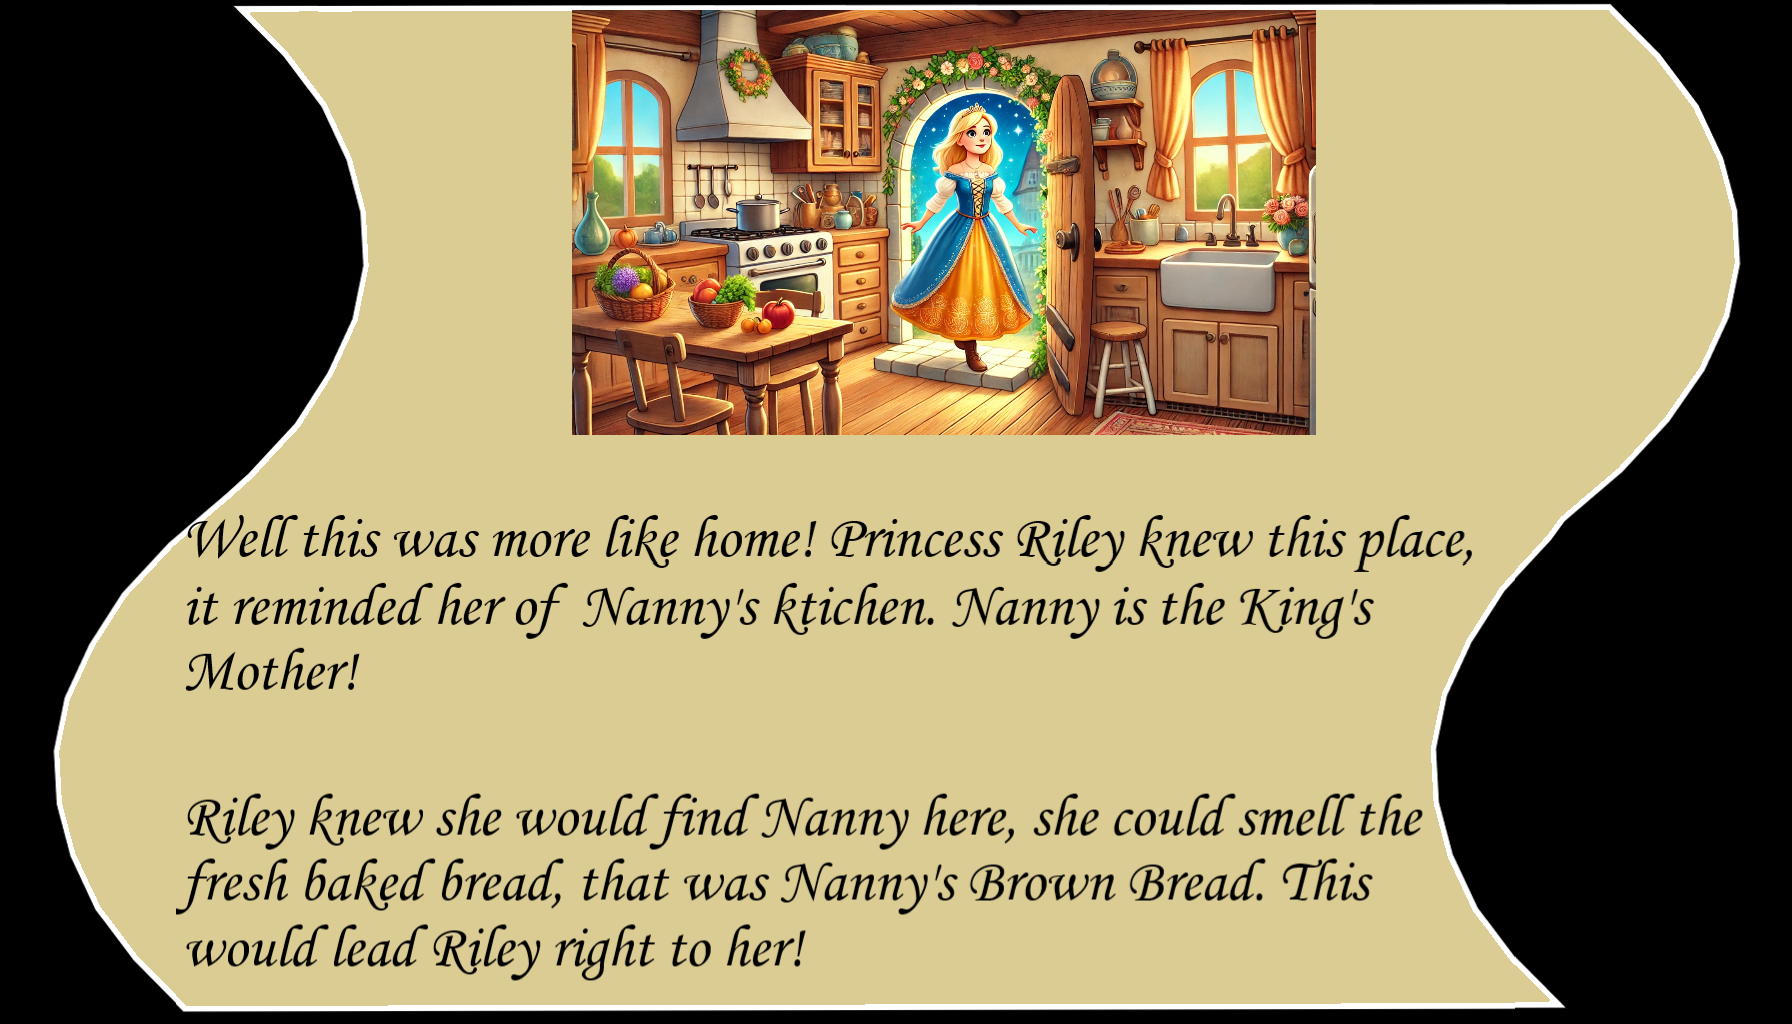 Well this was more like home! Princess Riley knew this place,
it reminded her of  Nanny's ktichen. Nanny is the King's
Mother!
Riley knew she would find Nanny here, she could smell the
fresh baked bread, that was Nanny's Brown Bread. This
would lead Riley right to her!